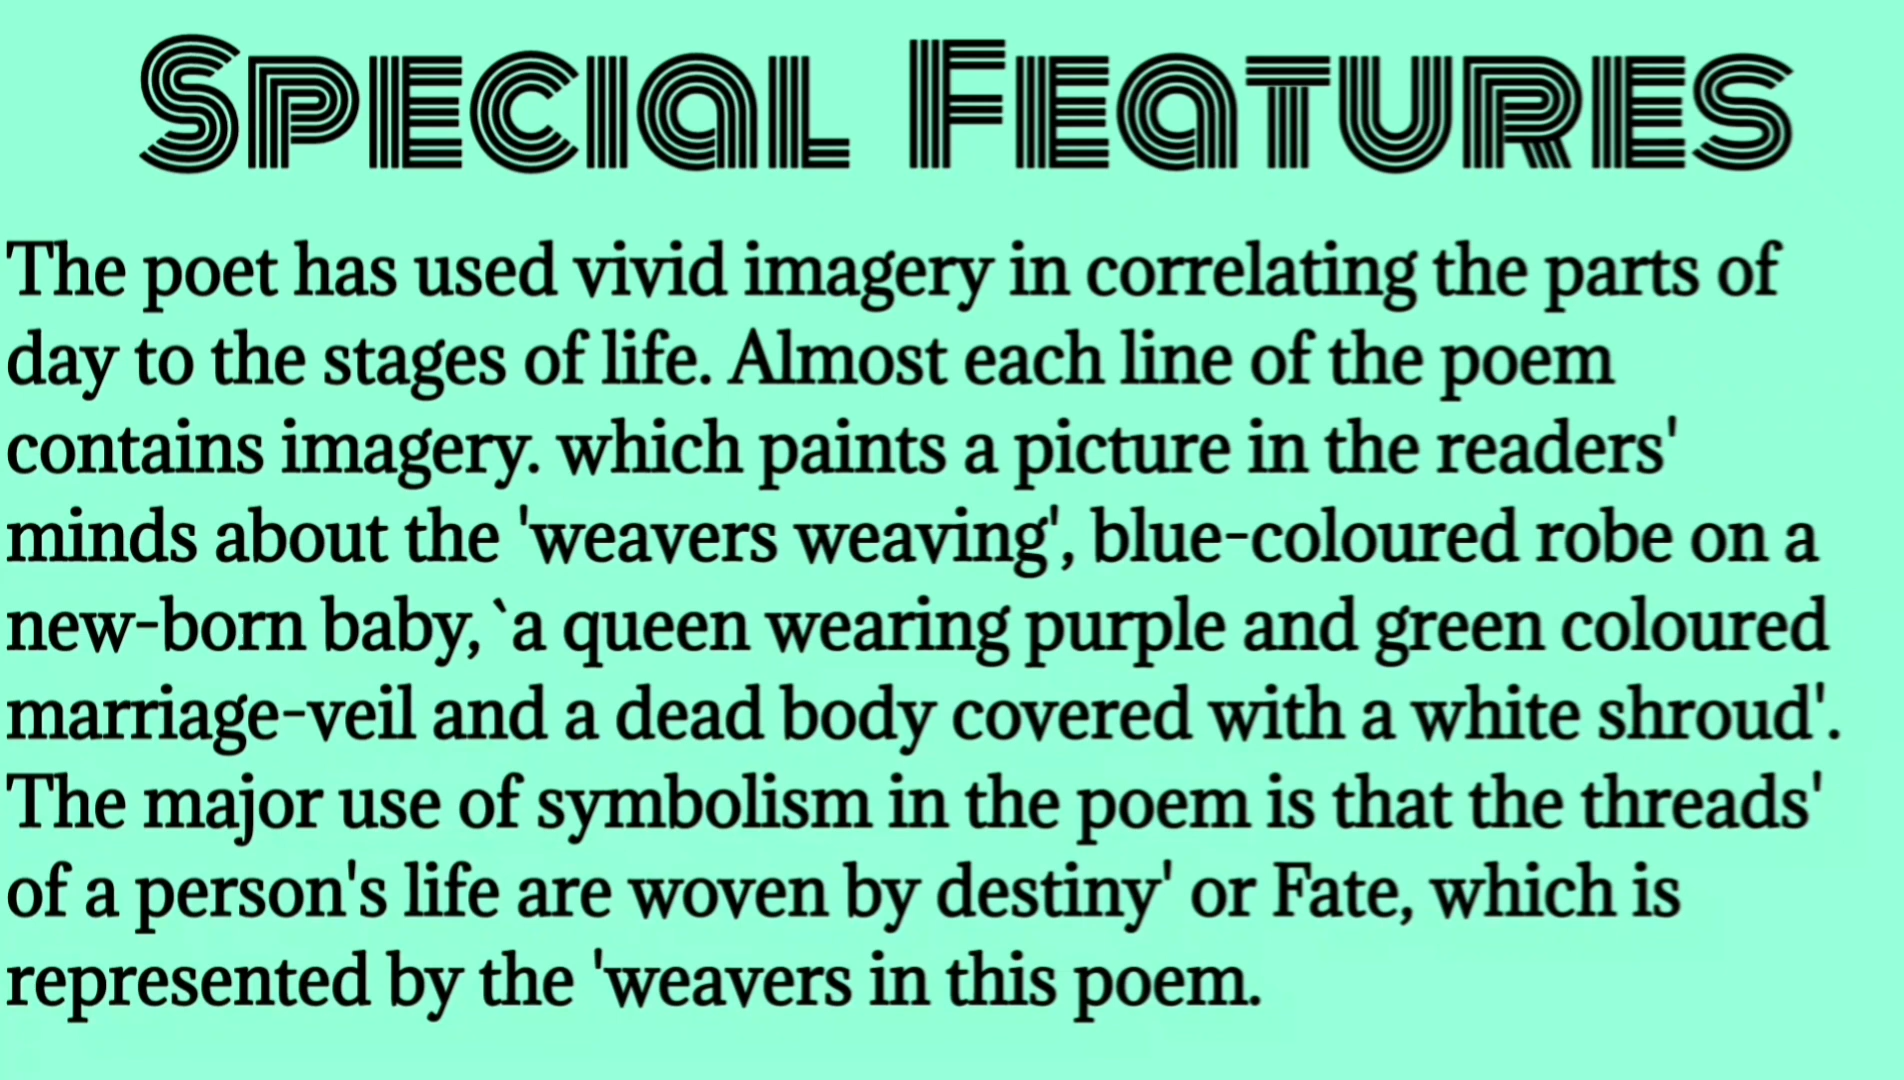 Special Features
The poet has used vivid imagery in correlating the parts of
day to the stages of life. Almost each line of the poem
contains imagery. which paints a picture in the readers'
minds about the 'weavers weaving', blue-coloured robe on a
new-born baby, `a queen wearing purple and green coloured
marriage-veil and a dead body covered with a white shroud'.
The major use of symbolism in the poem is that the threads'
of a person's life are woven by destiny' or Fate, which is
represented by the 'weavers in this poem.